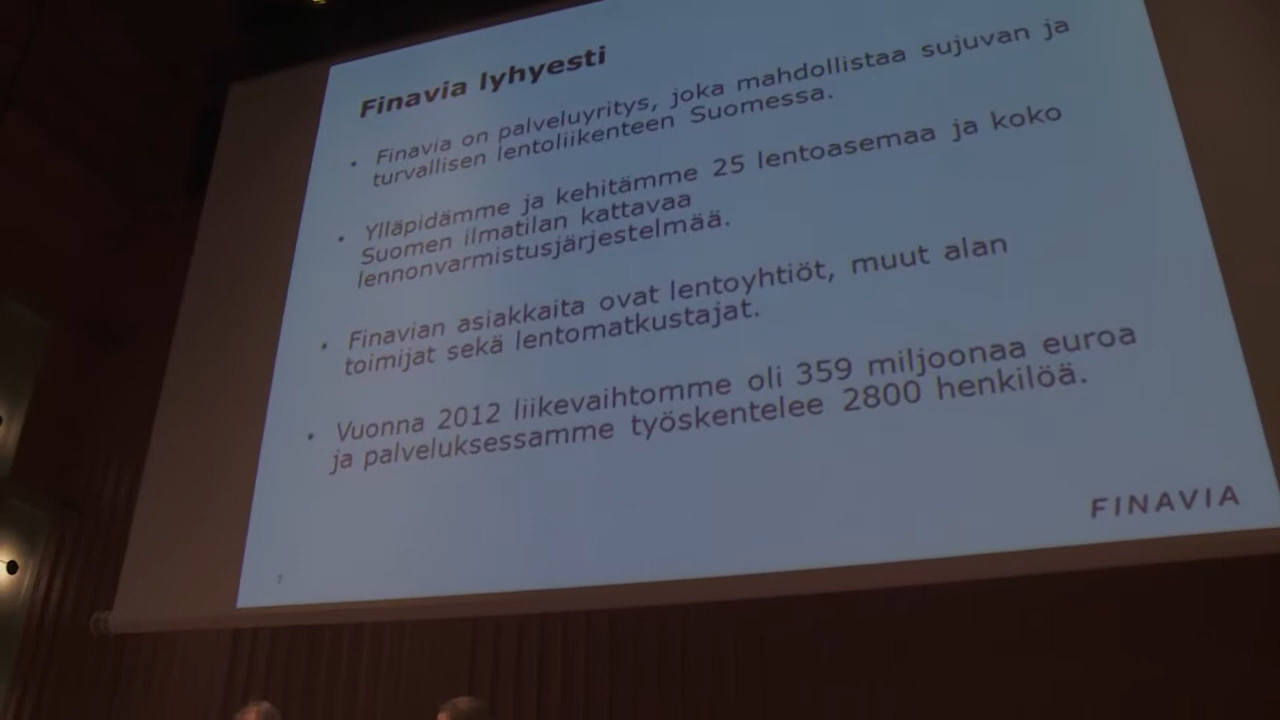 Finavia lyhyesti
• Finavia on palveluyritys, joka mahdollistaa sujuvan ja
turvallisen lentoliikenteen Suomessa.
• Ylläpidämme ja kehitämme 25 lentoasemaa ja koko
Suomen ilmatilan kattavaa
lennonvarmistusjärjestelmää.
• Finavian asiakkaita ovat lentoyhtiöt, muut alan
toimijat sekä lentomatkustajat.
• Vuonna 2012 liikevaihtomme oli 359 miljoonaa euroa
ja palveluksessamme työskentelee 2800 henkilöä.
FINAVIA